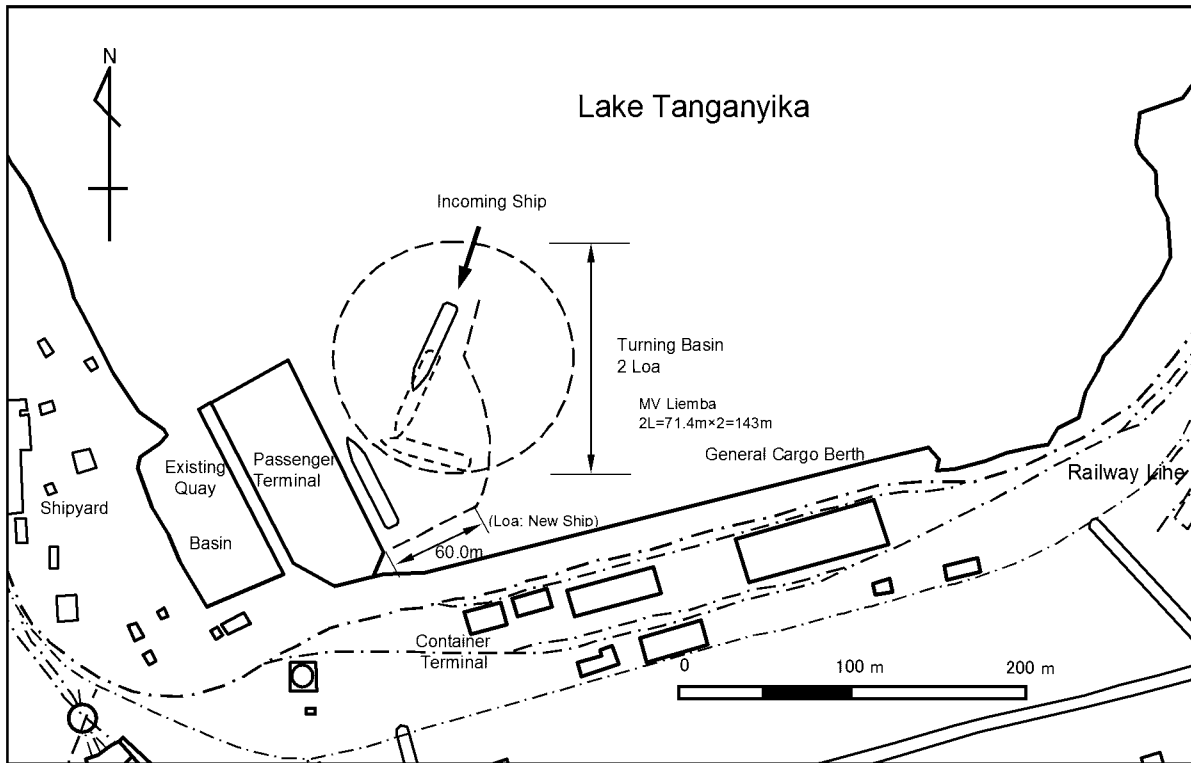 N
Lake Tanganyika
Incoming Ship
Turning Basin
2 Loa
MV Liemba
2L=71.4m×2=143m
General Cargo Berth
Railway Line
Existing
Quay
Passenger
Terminal
Shipyard
Basin
(Loa: New Ship)
60.0m
Container
Terminal
0
100 m
200 m